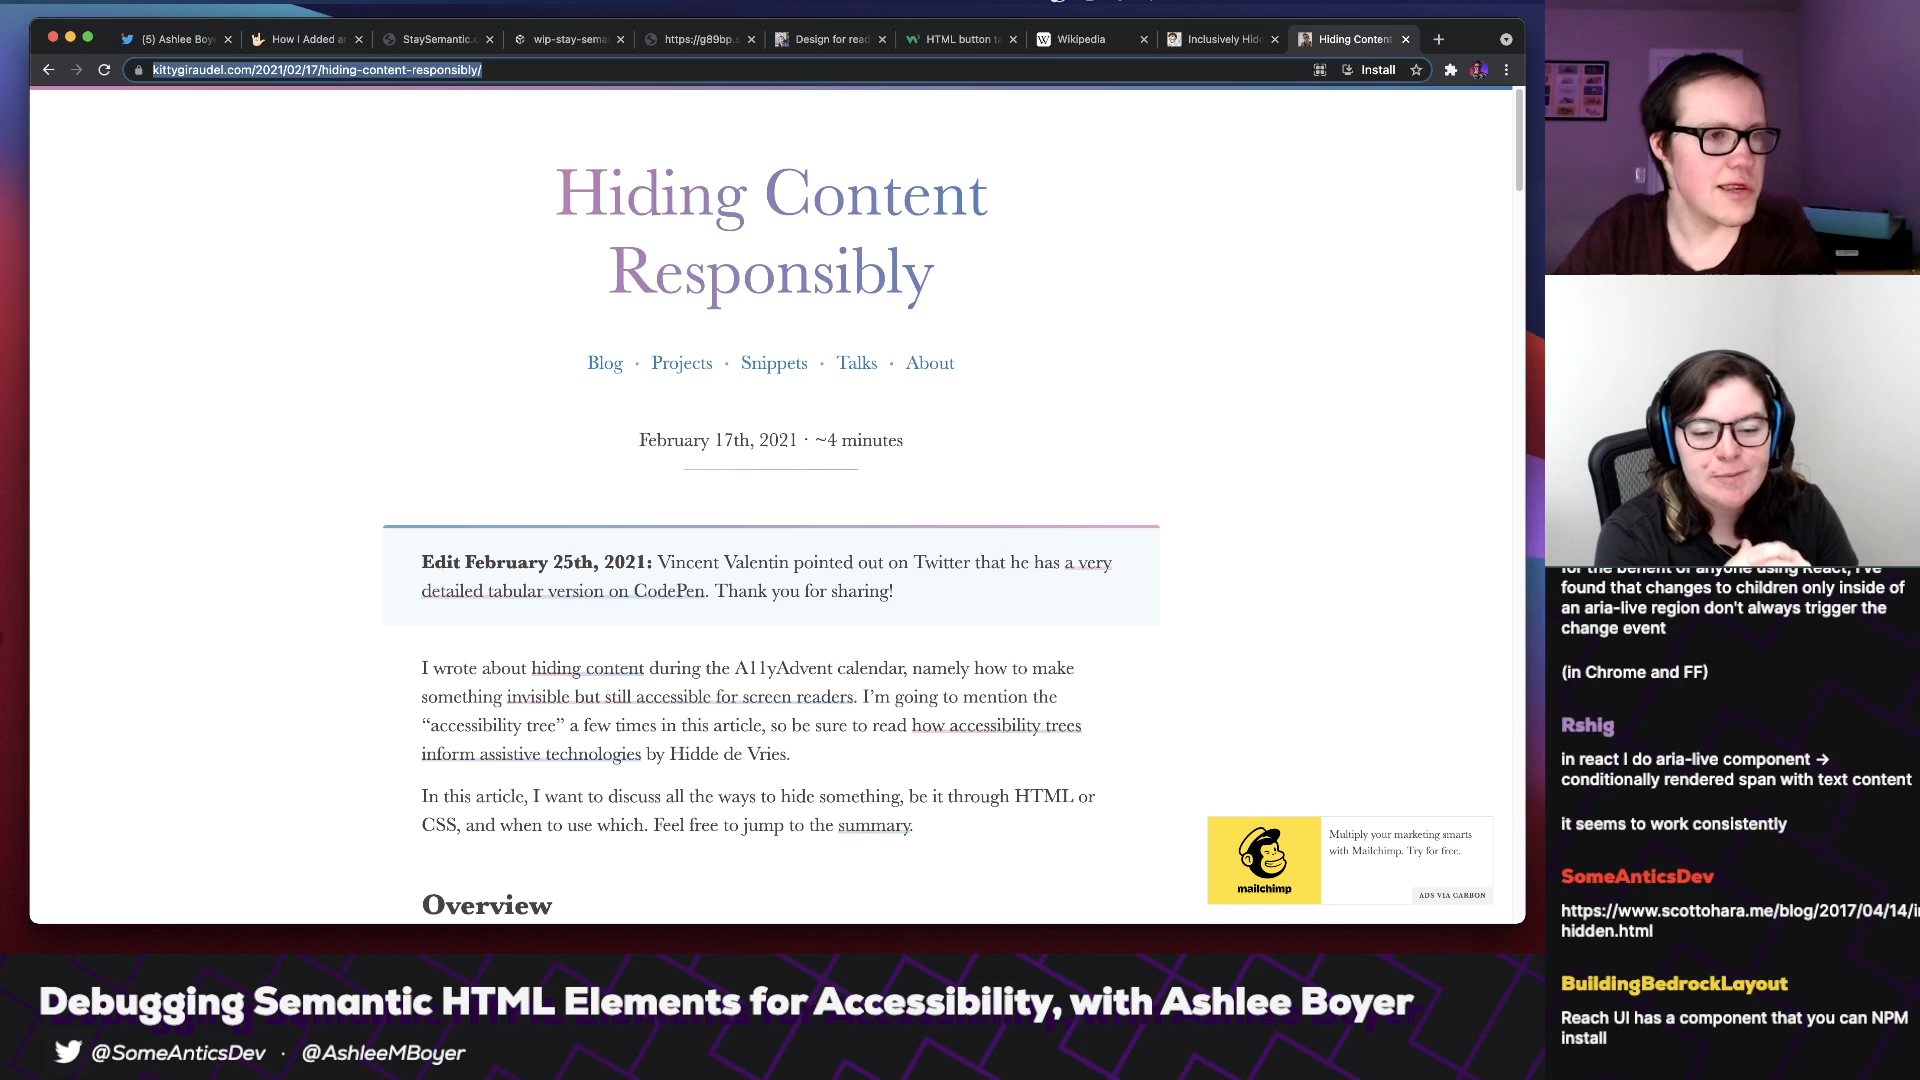 (5) Ashlee Boye
How I Added a
StaySemantic.c
wip-stay-sema
https://g89bp.s
Design for read
HTML button ta
Wikipedia
Inclusively Hid
Hiding Content
kittygiraudel.com/2021/02/17/hiding-content-responsibly/
Install
Hiding Content
Responsibly
Blog · Projects · Snippets · Talks · About
February 17th, 2021 · ~4 minutes
Edit February 25th, 2021: Vincent Valentin pointed out on Twitter that he has a very
detailed tabular version on CodePen. Thank you for sharing!
I wrote about hiding content during the A11yAdvent calendar, namely how to make
something invisible but still accessible for screen readers. I’m going to mention the
“accessibility tree” a few times in this article, so be sure to read how accessibility trees
inform assistive technologies by Hidde de Vries.
In this article, I want to discuss all the ways to hide something, be it through HTML or
CSS, and when to use which. Feel free to jump to the summary.
Overview
mailchimp
Multiply your marketing smarts
with Mailchimp. Try for free.
ADS VIA CARBON
for the benefit of anyone using React, I've
found that changes to children only inside of
an aria-live region don't always trigger the
change event
(in Chrome and FF)
Rshig
in react I do aria-live component →
conditionally rendered span with text content
it seems to work consistently
SomeAnticsDev
https://www.scottohara.me/blog/2017/04/14/i
hidden.html
BuildingBedrockLayout
Reach UI has a component that you can NPM
install
Debugging Semantic HTML Elements for Accessibility, with Ashlee Boyer
@SomeAnticsDev · @AshleeMBoyer